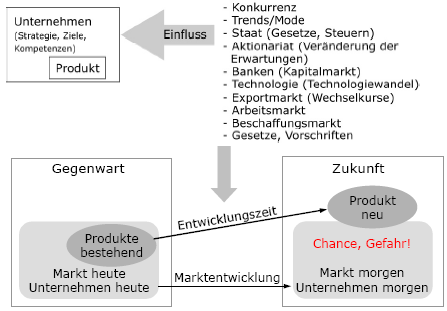 Unternehmen
(Strategie, Ziele,
Kompetenzen)
Produkt
Einfluss
- Konkurrenz
- Trends/Mode
- Staat (Gesetze, Steuern)
- Aktionariat (Veränderung der
Erwartungen)
- Banken (Kapitalmarkt)
- Technologie (Technologiewandel)
- Exportmarkt (Wechselkurse)
- Arbeitsmarkt
- Beschaffungsmarkt
- Gesetze, Vorschriften
Gegenwart
Produkte
bestehend
Markt heute
Unternehmen heute
Entwicklungszeit
Marktentwicklung
Zukunft
Produkt
neu
Chance, Gefahr!
Markt morgen
Unternehmen morgen